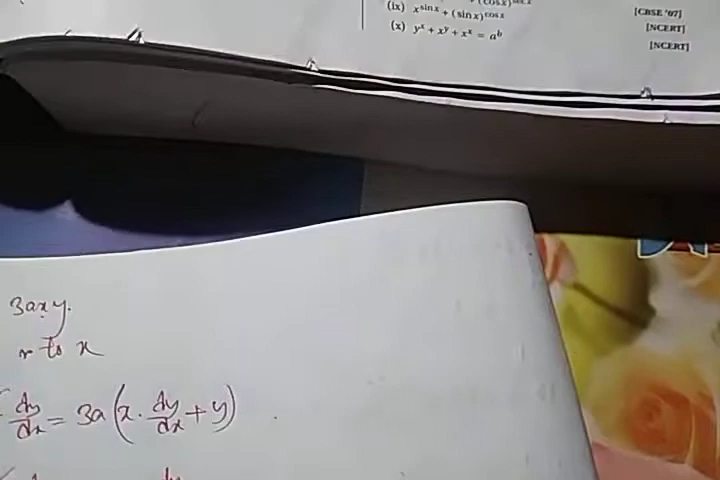 (ix) x^{sin x} + (sin x)^{cos x}
[CBSE '07]
(x) y^x + x^y + x^x = a^b
[NCERT]
[NCERT]
3axy.
r to x
dy/dx = 3a(x. dy/dx + y)